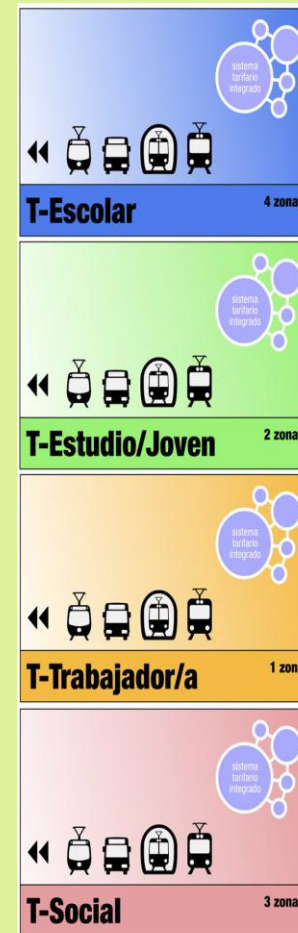 sistema
tarifario
integrado
T-Escolar
4 zona
sistema
tarifario
integrado
T-Estudio/Joven
2 zona
sistema
tarifario
integrado
T-Trabajador/a
1 zon
sistema
tarifario
integrado
T-Social
3 zona